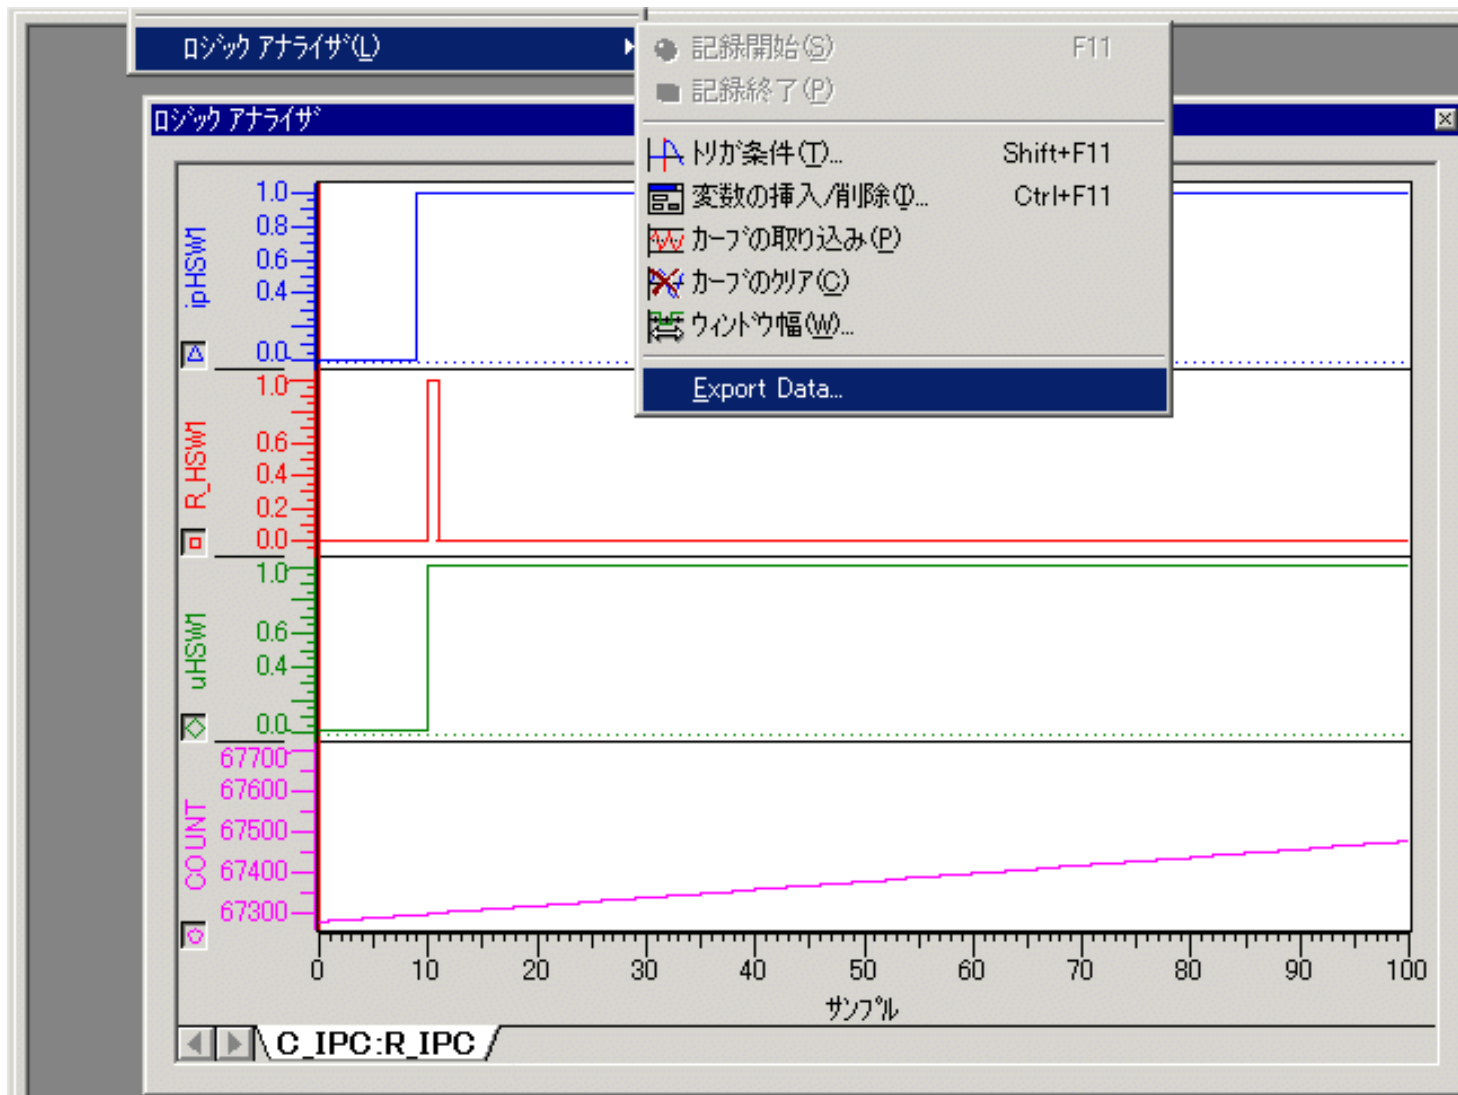 ロジック アナライザ(L)
記録開始(S) F11
記録終了(P)
トリガ条件(T)... Shift+F11
変数の挿入/削除(I)... Ctrl+F11
カーブの取り込み(P)
カーブのクリア(C)
ウィンドウ幅(W)...
Export Data...
ロジック アナライザ
ipHSW1
1.0
0.8
0.6
0.4
0.0
R_HSW1
1.0
0.6
0.4
0.2
0.0
uHSW1
1.0
0.6
0.4
0.0
COUNT
67700
67600
67500
67400
67300
0 10 20 30 40 50 60 70 80 90 100
サンプル
C_IPC:R_IPC